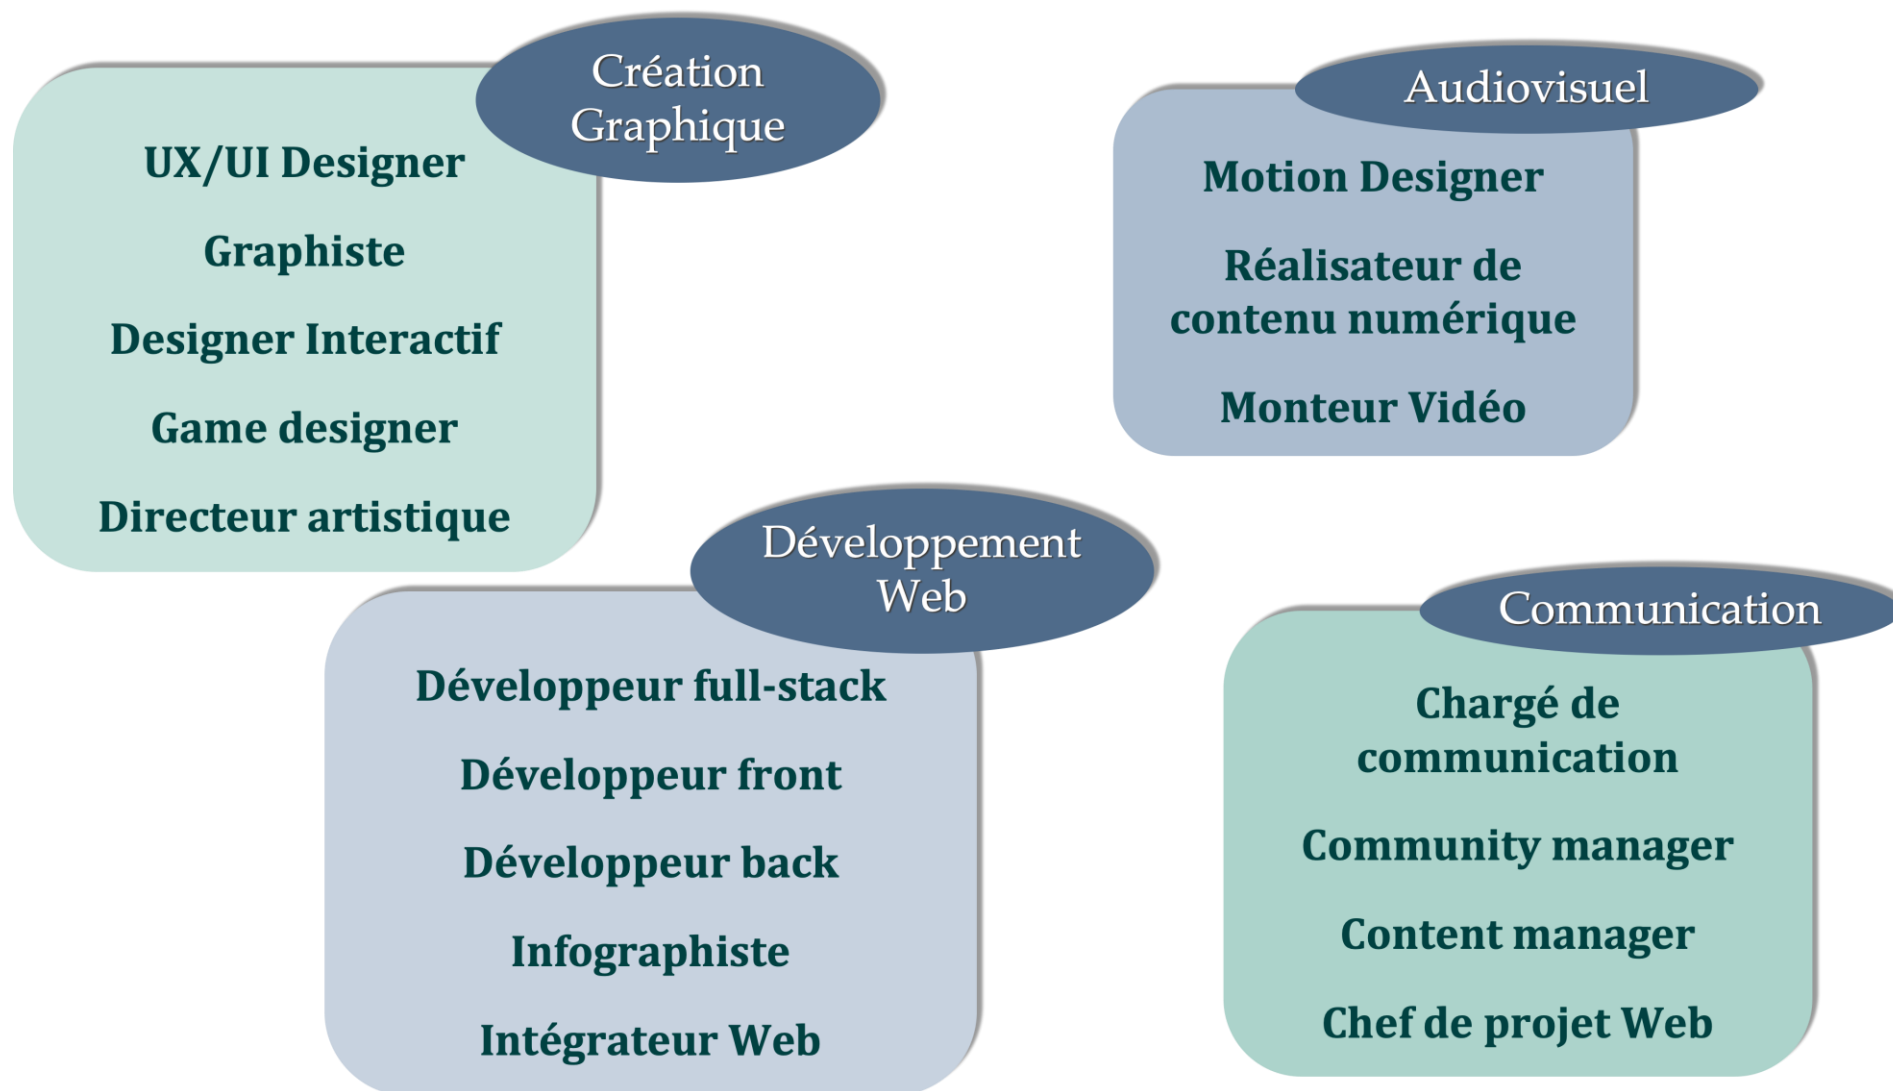 Création
Graphique
UX/UI Designer
Graphiste
Designer Interactif
Game designer
Directeur artistique
Audiovisuel
Motion Designer
Réalisateur de
contenu numérique
Monteur Vidéo
Développement
Web
Développeur full-stack
Développeur front
Développeur back
Infographiste
Intégrateur Web
Communication
Chargé de
communication
Community manager
Content manager
Chef de projet Web